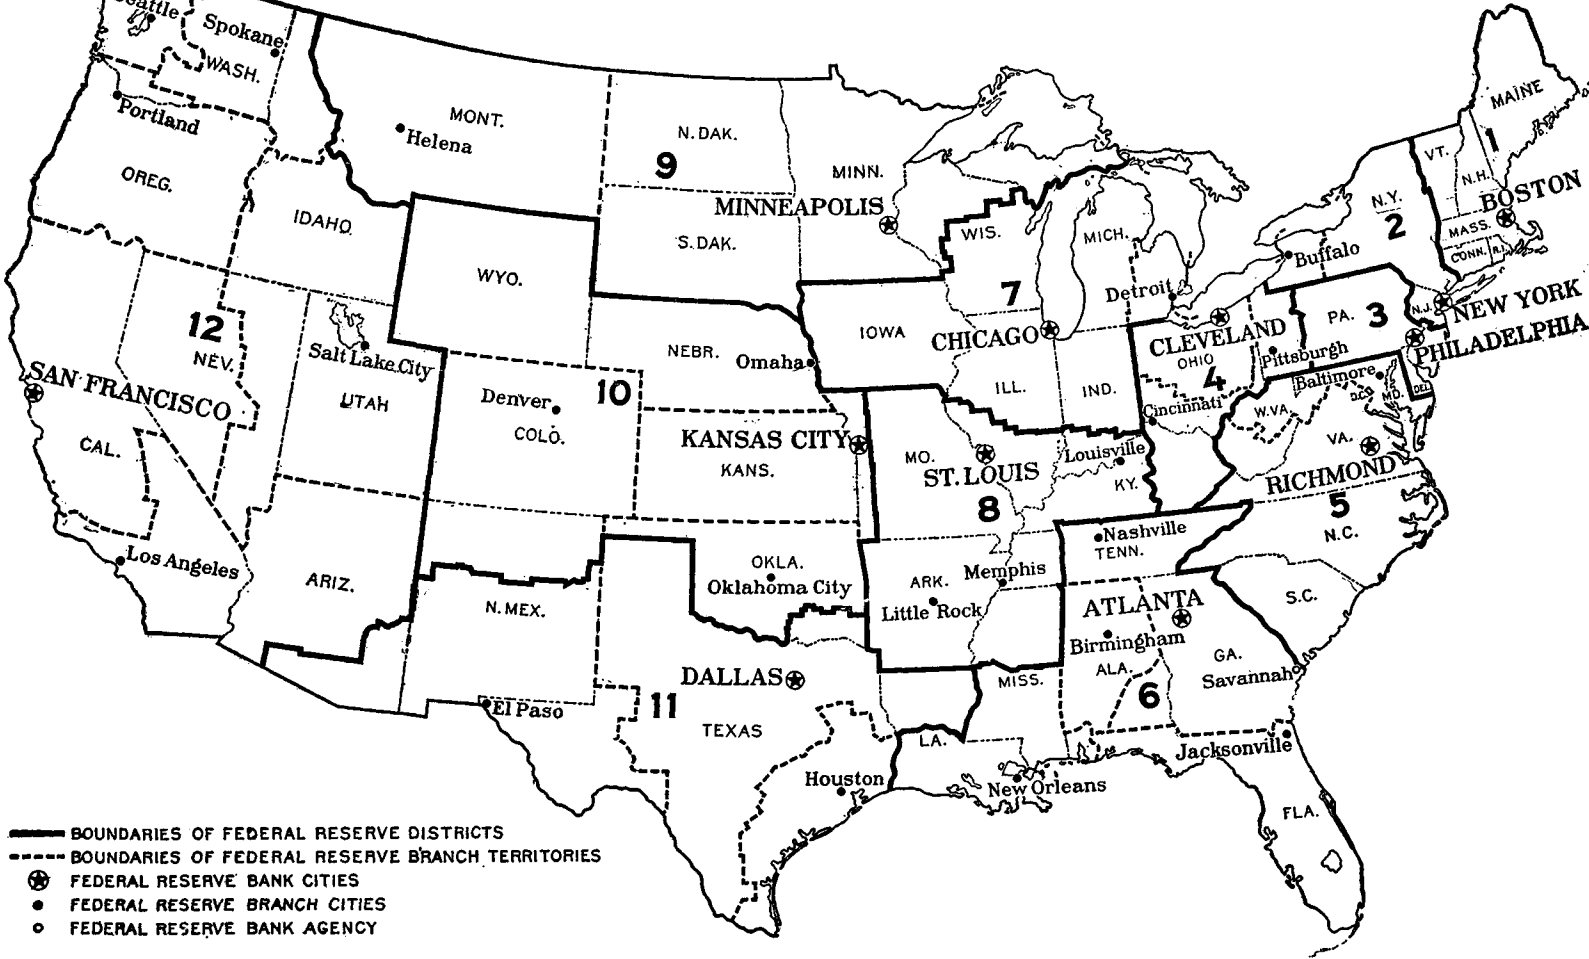 Seattle
Spokane
WASH.
Portland
OREG.
MONT.
Helena
N. DAK.
9
MINN.
MINNEAPOLIS
IDAHO
S. DAK.
WYO.
WIS.
MICH.
7
Detroit
MAINE
1
VT.
N.H.
BOSTON
N.Y.
2
MASS.
CONN.
R.I.
Buffalo
12
NEV.
Salt Lake City
UTAH
SAN FRANCISCO
CAL.
Los Angeles
ARIZ.
NEBR.
Omaha
IOWA
CHICAGO
ILL.
IND.
CLEVELAND
OHIO
4
Cincinnati
PA.
3
Pittsburgh
N.J.
NEW YORK
PHILADELPHIA
Baltimore
D.C.
MD.
DEL.
10
Denver
COLO.
KANSAS CITY
KANS.
MO.
ST. LOUIS
8
Louisville
KY.
W.VA.
VA.
RICHMOND
5
N.C.
S.C.
Nashville
TENN.
Memphis
ARK.
Little Rock
OKLA.
Oklahoma City
N. MEX.
El Paso
DALLAS
11
TEXAS
Houston
LA.
New Orleans
MISS.
ATLANTA
Birmingham
ALA.
6
GA.
Savannah
Jacksonville
FLA.
BOUNDARIES OF FEDERAL RESERVE DISTRICTS
BOUNDARIES OF FEDERAL RESERVE BRANCH TERRITORIES
FEDERAL RESERVE BANK CITIES
FEDERAL RESERVE BRANCH CITIES
FEDERAL RESERVE BANK AGENCY